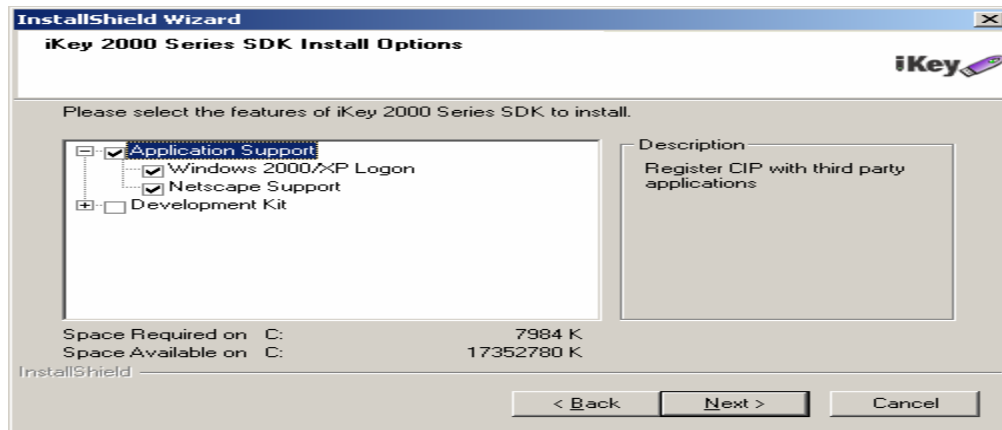 InstallShield Wizard
iKey 2000 Series SDK Install Options
iKey
Please select the features of iKey 2000 Series SDK to install.
Application Support
Windows 2000/XP Logon
Netscape Support
Development Kit
Description
Register CIP with third party
applications
Space Required on C: 7984 K
Space Available on C: 17352780 K
InstallShield
< Back Next > Cancel